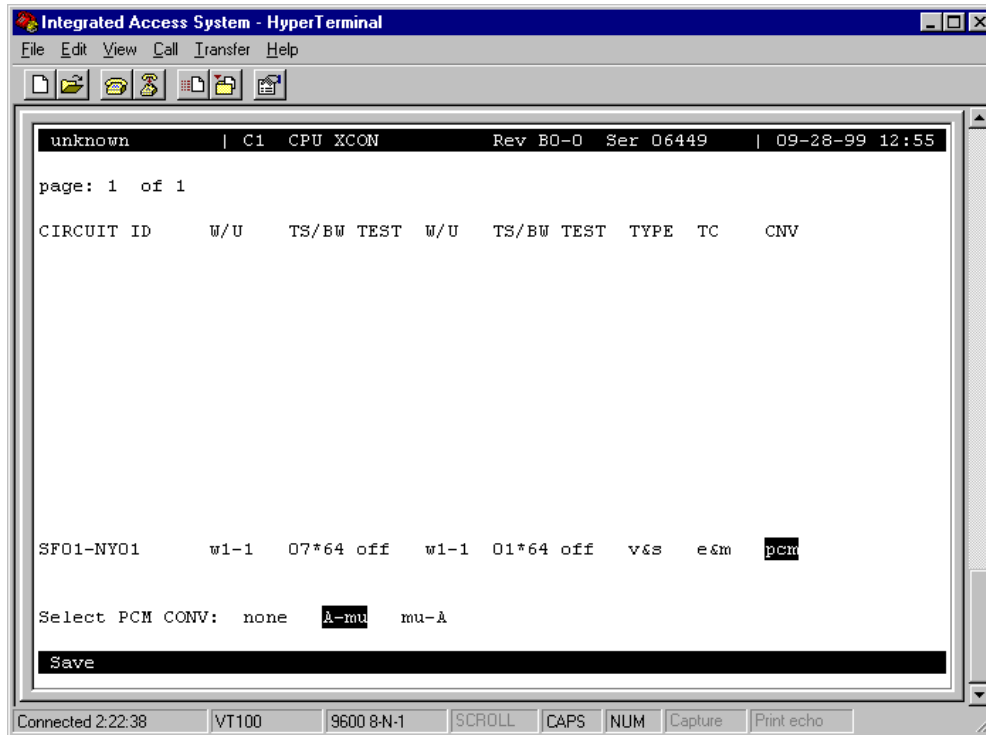 Integrated Access System - HyperTerminal
File Edit View Call Transfer Help
unknown | C1 CPU XCON Rev B0-0 Ser 06449 | 09-28-99 12:55
page: 1 of 1
CIRCUIT ID W/U TS/BW TEST W/U TS/BW TEST TYPE TC CNV
SF01-NY01 w1-1 07*64 off w1-1 01*64 off v&s e&m pcm
Select PCM CONV: none A-mu mu-A
Save
Connected 2:22:38 VT100 9600 8-N-1 SCROLL CAPS NUM Capture Print echo